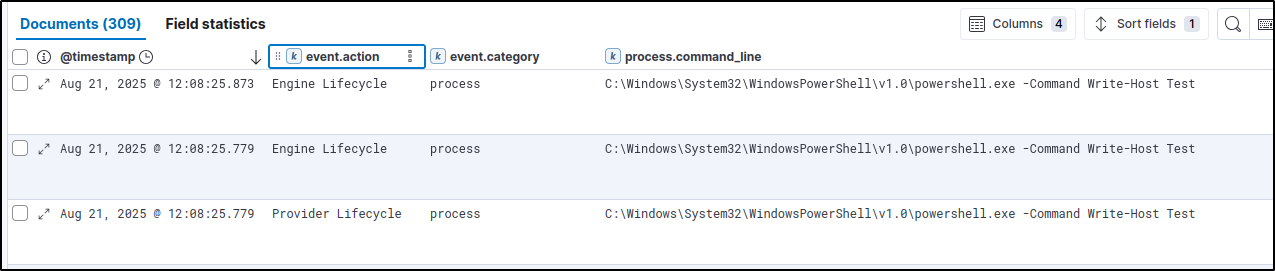 Documents (309) Field statistics Columns 4 Sort fields 1
@timestamp k event.action k event.category k process.command_line
Aug 21, 2025 @ 12:08:25.873 Engine Lifecycle process C:\Windows\System32\WindowsPowerShell\v1.0\powershell.exe -Command Write-Host Test
Aug 21, 2025 @ 12:08:25.779 Engine Lifecycle process C:\Windows\System32\WindowsPowerShell\v1.0\powershell.exe -Command Write-Host Test
Aug 21, 2025 @ 12:08:25.779 Provider Lifecycle process C:\Windows\System32\WindowsPowerShell\v1.0\powershell.exe -Command Write-Host Test